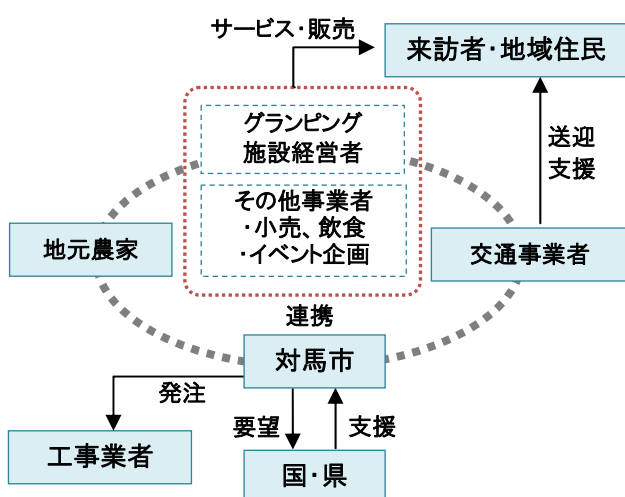 サービス・販売
来訪者・地域住民
グランピング
施設経営者
送迎
支援
その他事業者
・小売、飲食
・イベント企画
地元農家
交通事業者
連携
対馬市
発注
要望
支援
工事業者
国・県